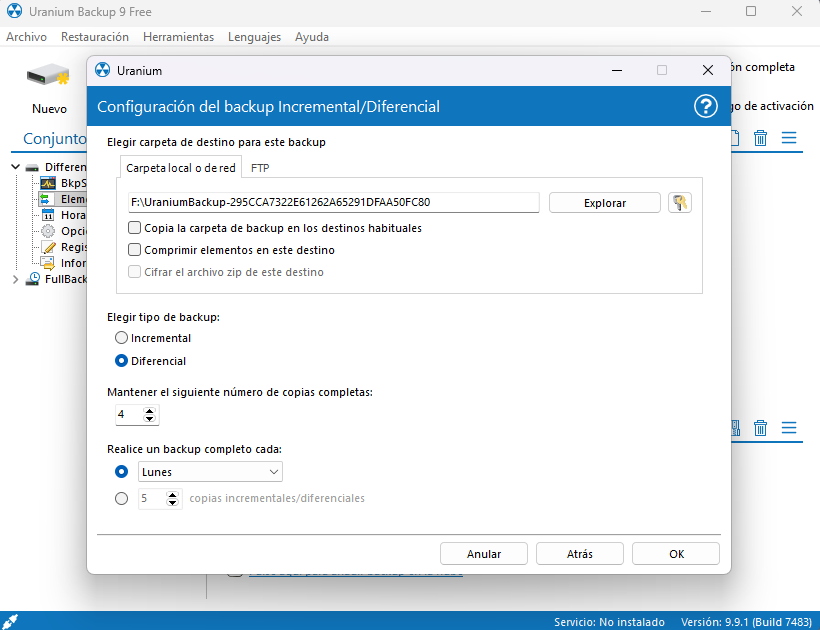 Uranium Backup 9 Free
Archivo Restauración Herramientas Lenguajes Ayuda
Uranium
ón completa
Nuevo
Configuración del backup Incremental/Diferencial
go de activación
Conjunto
Elegir carpeta de destino para este backup
Differen
Carpeta local o de red FTP
BkpS
Elem
F:\UraniumBackup-295CCA7322E61262A65291DFAA50FC80 Explorar
Hora
Copia la carpeta de backup en los destinos habituales
Opci
Regis
Comprimir elementos en este destino
Infor
Cifrar el archivo zip de este destino
FullBack
Elegir tipo de backup:
Incremental
Diferencial
Mantener el siguiente número de copias completas:
4
Realice un backup completo cada:
Lunes
5 copias incrementales/diferenciales
Anular Atrás OK
Servicio: No instalado Versión: 9.9.1 (Build 7483)